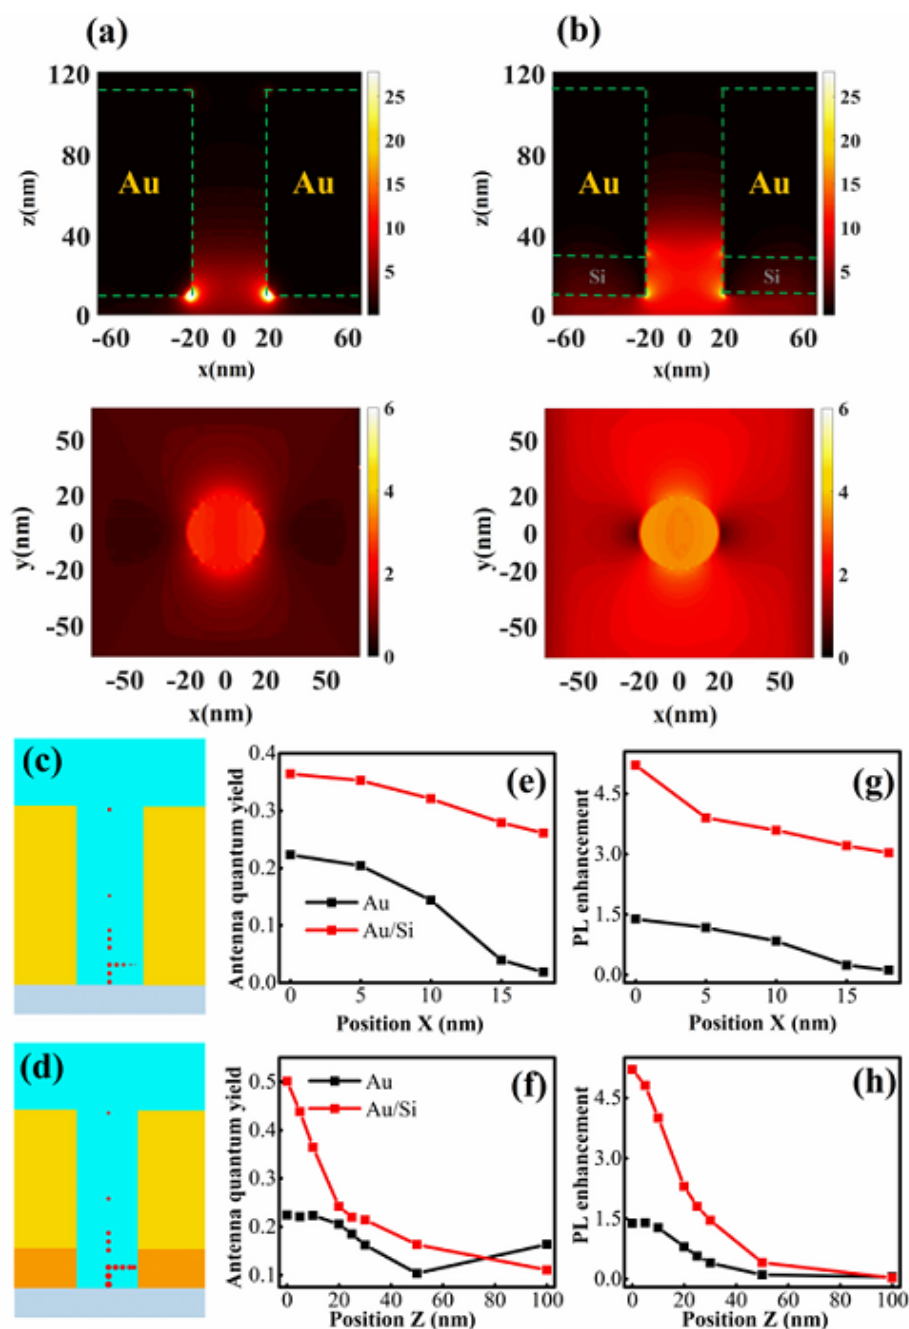 (a)
120
80
40
0
z(nm)
Au
Au
-60
-20
0
20
60
x(nm)
25
20
15
10
5
(b)
120
80
40
0
z(nm)
Au
Au
Si
Si
-60
-20
0
20
60
x(nm)
25
20
15
10
5
50
20
0
-20
-50
y(nm)
-50
-20
0
20
50
x(nm)
6
4
2
0
50
20
0
-20
-50
y(nm)
-50
-20
0
20
50
x(nm)
6
4
2
0
(c)
(e)
Antenna quantum yield
0.4
0.3
0.2
0.1
0.0
Au
Au/Si
0
5
10
15
Position X (nm)
(g)
PL enhancement
4.5
3.0
1.5
0.0
0
5
10
15
Position X (nm)
(d)
(f)
Antenna quantum yield
0.5
0.4
0.3
0.2
0.1
Au
Au/Si
0
20
40
60
80
100
Position Z (nm)
(h)
PL enhancement
4.5
3.0
1.5
0.0
0
20
40
60
80
100
Position Z (nm)